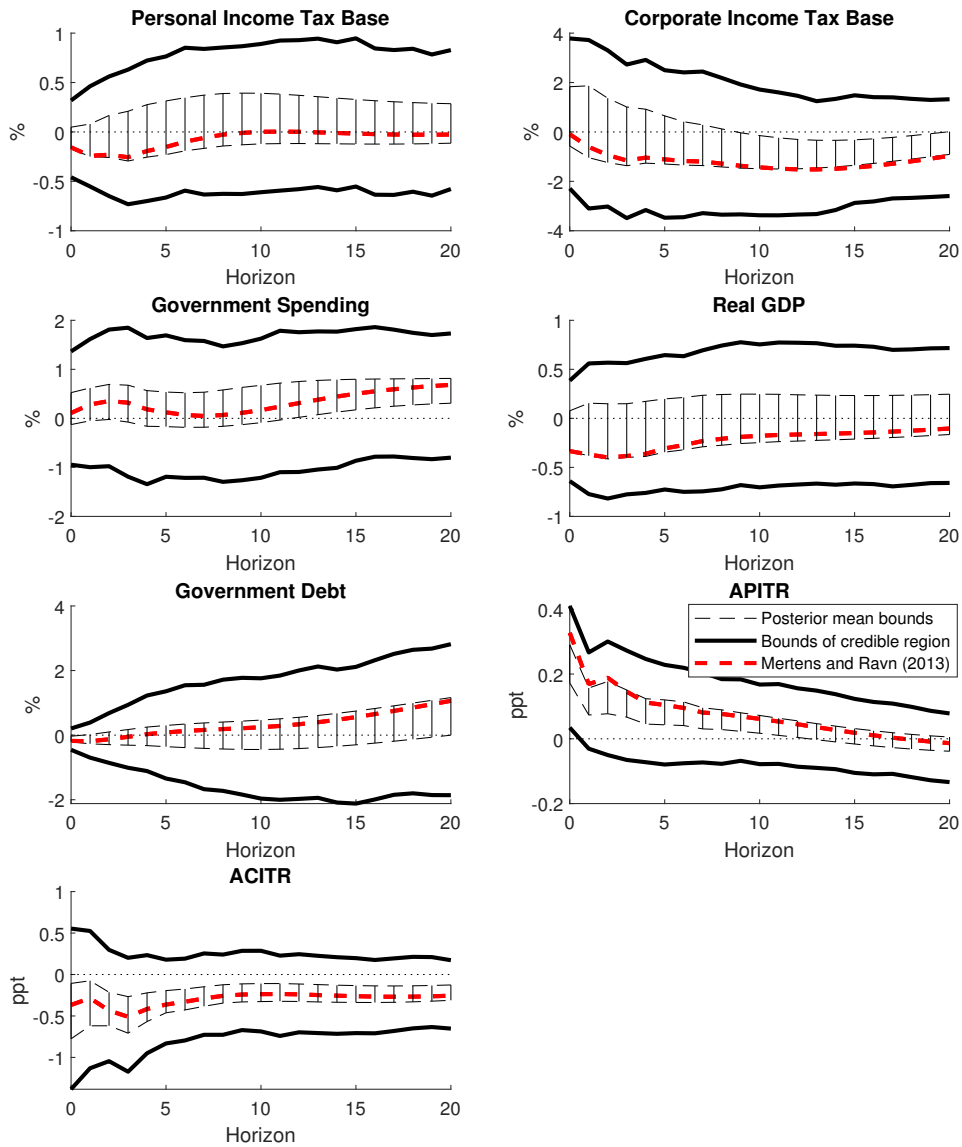 Personal Income Tax Base
1
0.5
0
-0.5
-1
%
0 5 10 15 20
Horizon
Corporate Income Tax Base
4
2
0
-2
-4
%
0 5 10 15 20
Horizon
Government Spending
2
1
0
-1
-2
%
0 5 10 15 20
Horizon
Real GDP
1
0.5
0
-0.5
-1
%
0 5 10 15 20
Horizon
Government Debt
4
2
0
-2
%
0 5 10 15 20
Horizon
APITR
0.4
0.2
0
-0.2
ppt
Posterior mean bounds
Bounds of credible region
Mertens and Ravn (2013)
0 5 10 15 20
Horizon
ACITR
1
0.5
0
-0.5
-1
ppt
0 5 10 15 20
Horizon